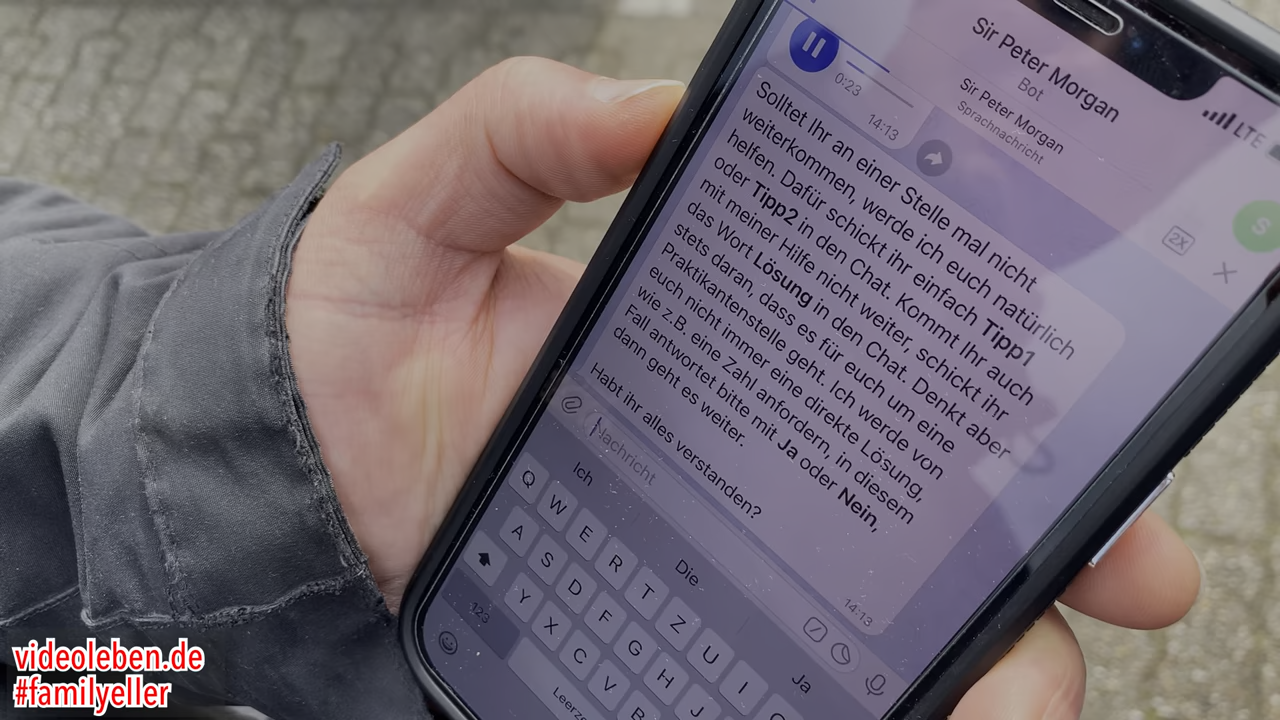 Sir Peter Morgan
Bot
LTE
Sir Peter Morgan
Sprachnachricht
2X
0:23
14:13
S
Solltet Ihr an einer Stelle mal nicht
weiterkommen, werde ich euch natürlich
helfen. Dafür schickt ihr einfach Tipp1
oder Tipp2 in den Chat. Kommt Ihr auch
mit meiner Hilfe nicht weiter, schickt ihr
das Wort Lösung in den Chat. Denkt aber
stets daran, dass es für euch um eine
Praktikantenstelle geht. Ich werde von
euch nicht immer eine direkte Lösung,
wie z.B. eine Zahl anfordern, in diesem
Fall antwortet bitte mit Ja oder Nein,
dann geht es weiter.
Habt ihr alles verstanden?
14:13
Nachricht
Ich
Die
Ja
Q W E R T Z U I
A S D F G H J
Y X C V B
123
Leerze
videoleben.de
#familyeller